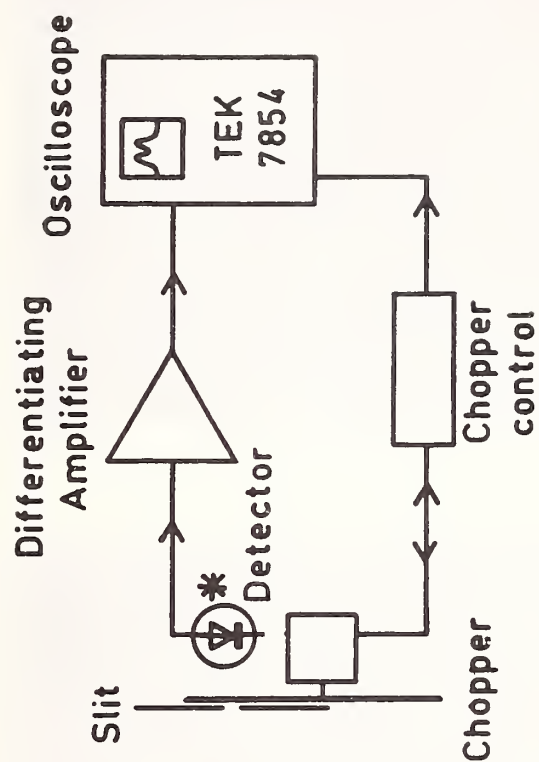 Slit
Differentiating
Amplifier
Oscilloscope
TEK
7854
*
Detector
Chopper
Chopper
control